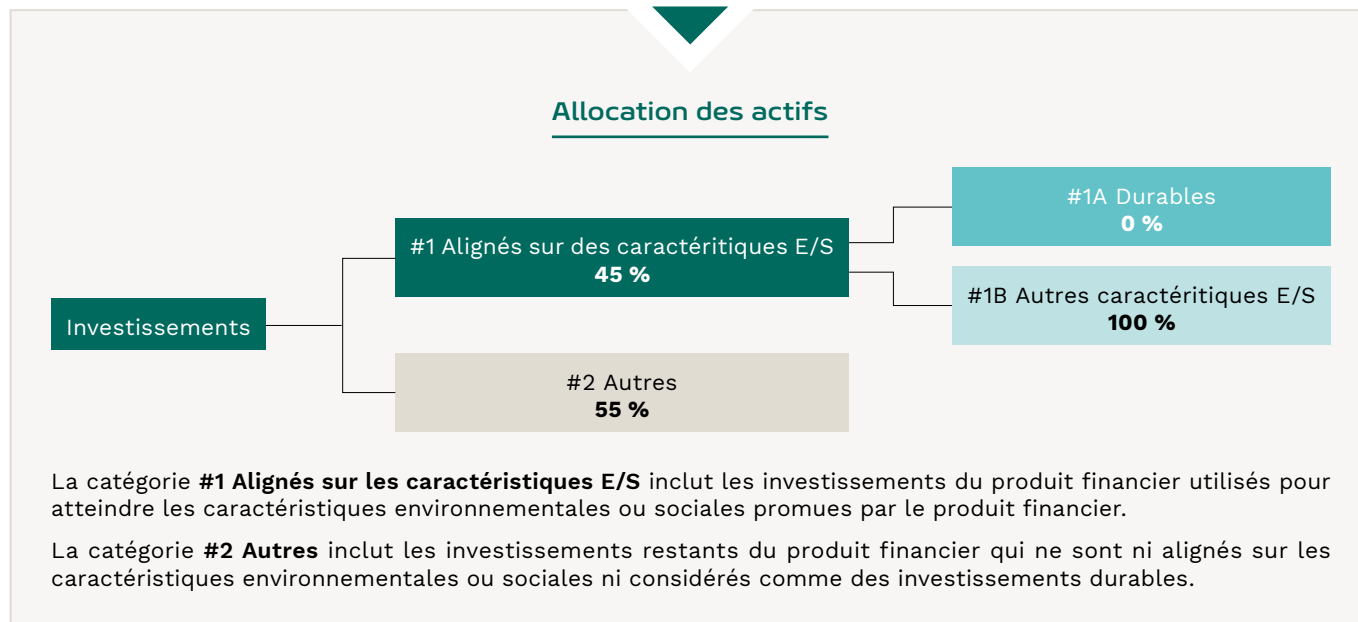 Allocation des actifs
#1A Durables
0 %
#1 Alignés sur des caractéritiques E/S
45 %
#1B Autres caractéritiques E/S
100 %
Investissements
#2 Autres
55 %
La catégorie #1 Alignés sur les caractéristiques E/S inclut les investissements du produit financier utilisés pour
atteindre les caractéristiques environnementales ou sociales promues par le produit financier.
La catégorie #2 Autres inclut les investissements restants du produit financier qui ne sont ni alignés sur les
caractéristiques environnementales ou sociales ni considérés comme des investissements durables.